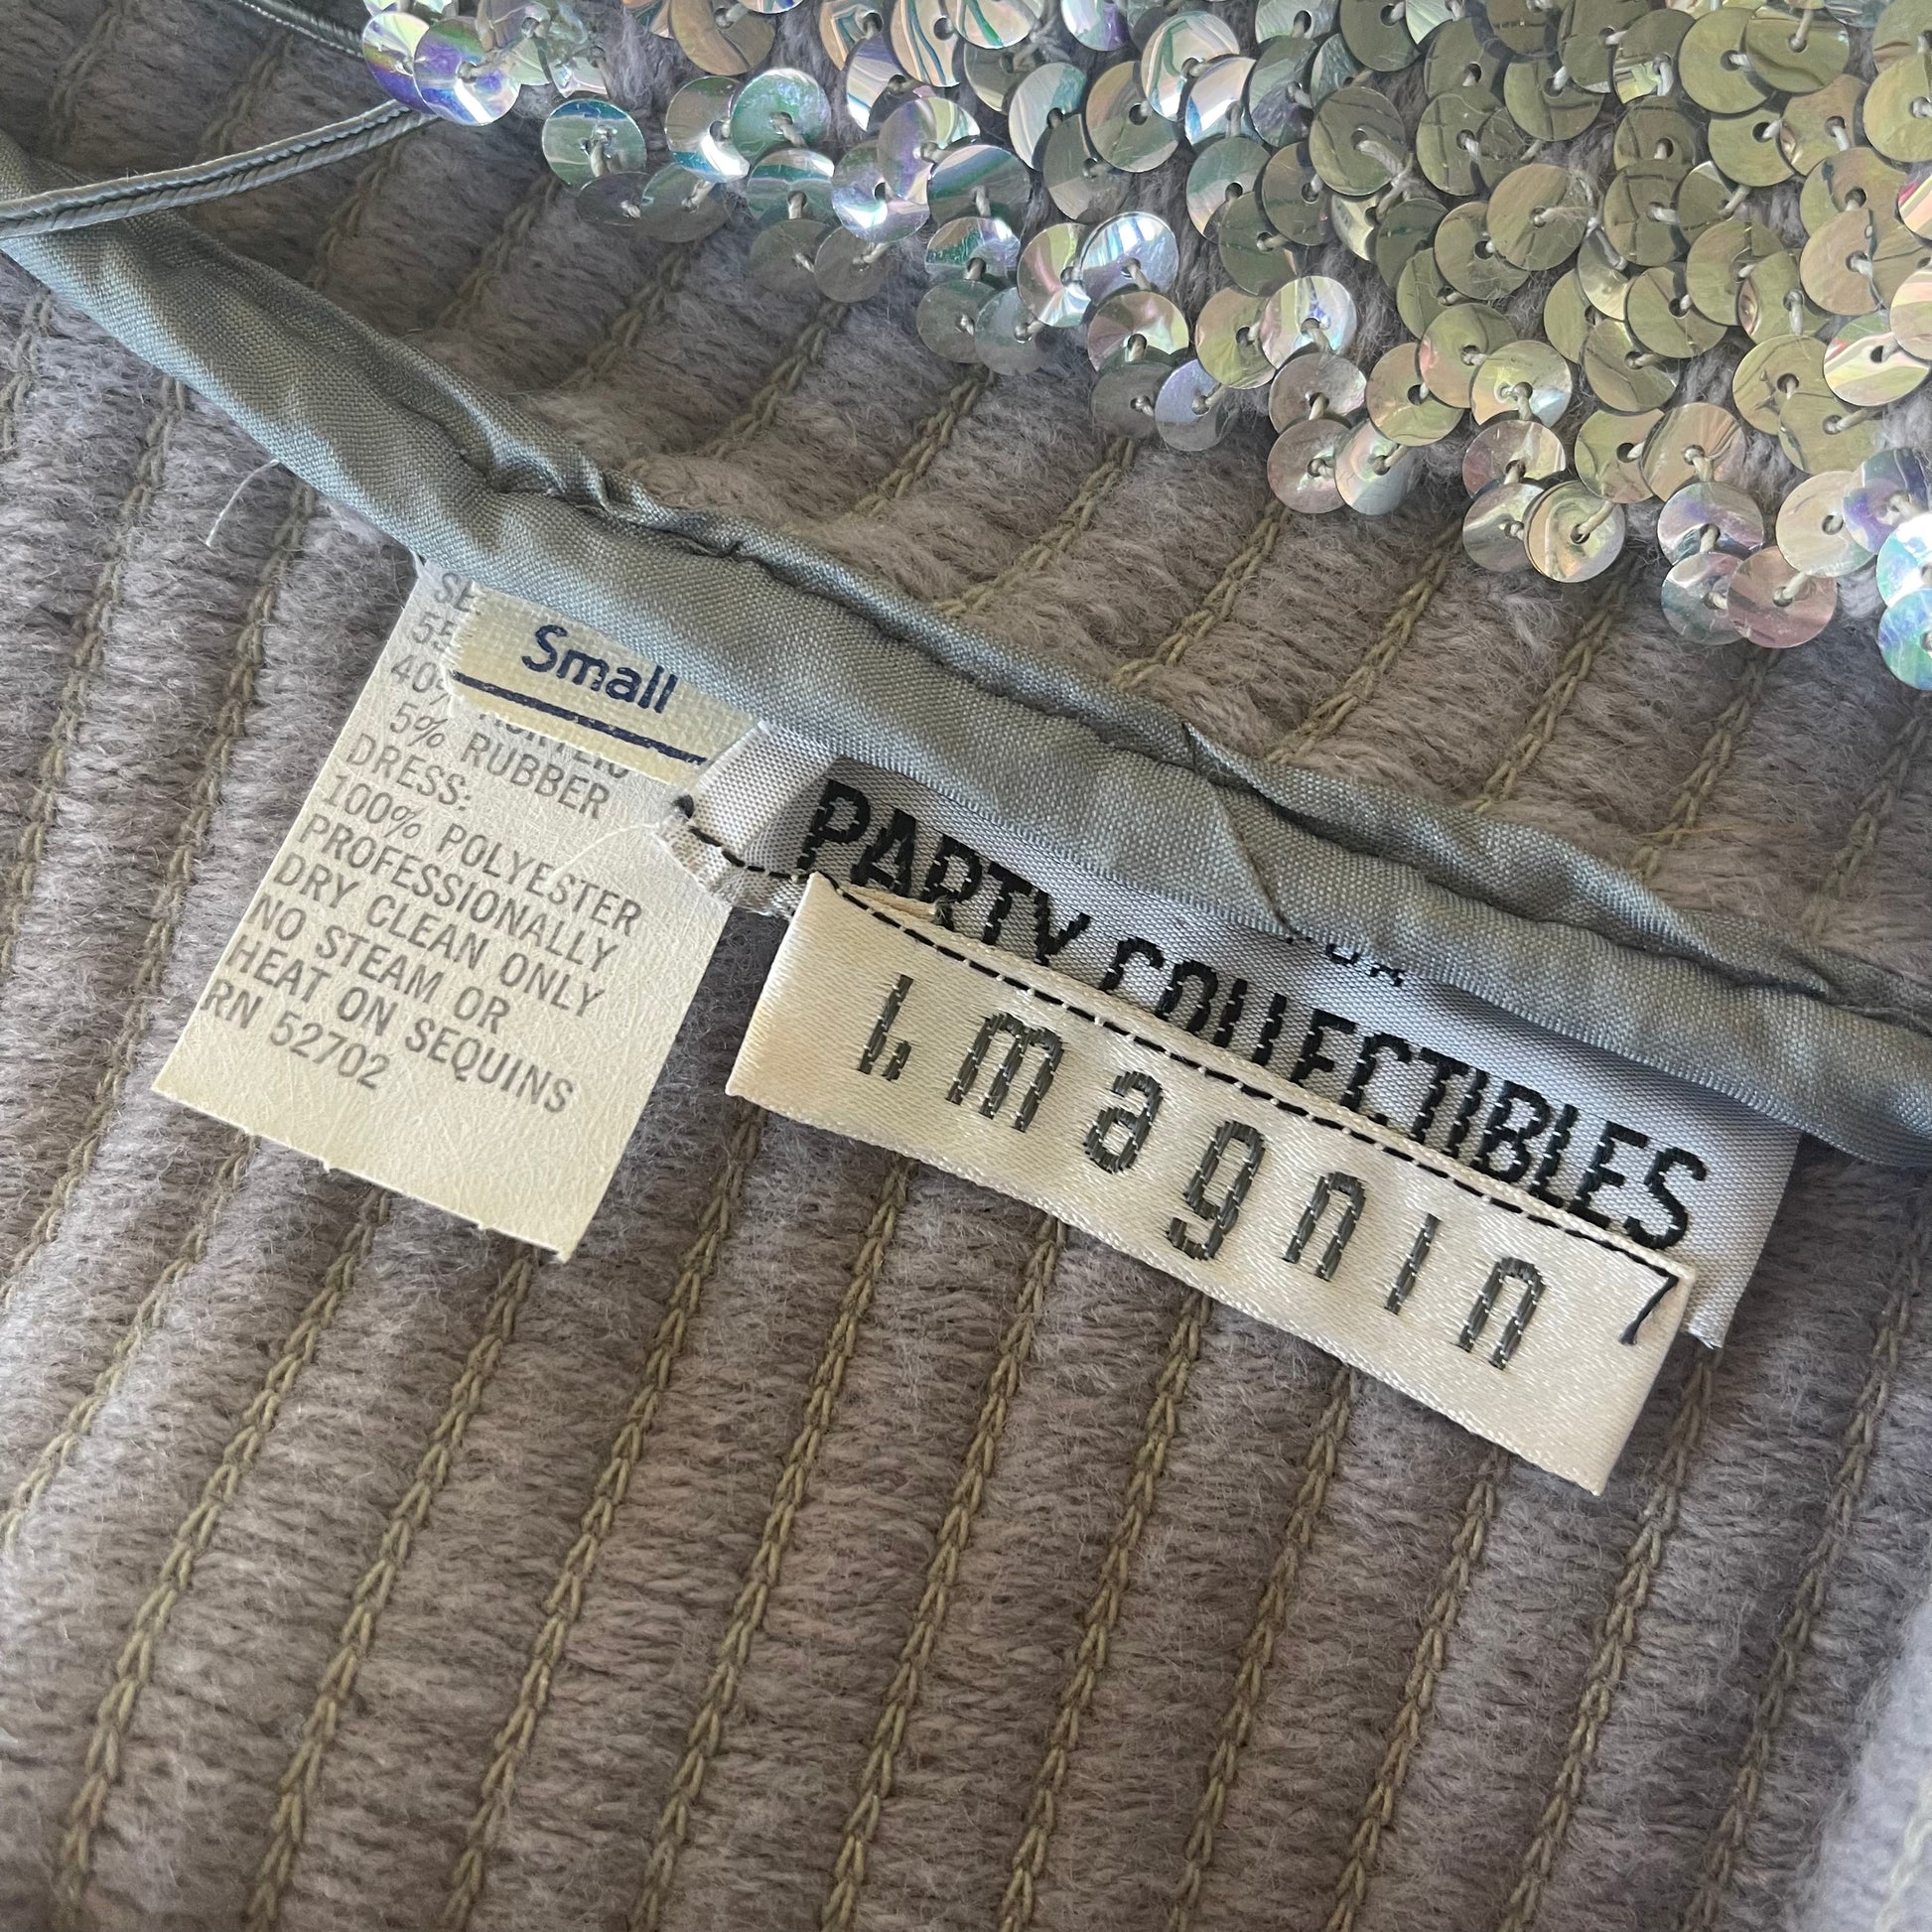 Small
5% RUBBER
DRESS:
100% POLYESTER
PROFESSIONALLY
DRY CLEAN ONLY
NO STEAM OR
HEAT ON SEQUINS
RN 52702
PARTY COLLECTIBLES
I. magnin
7